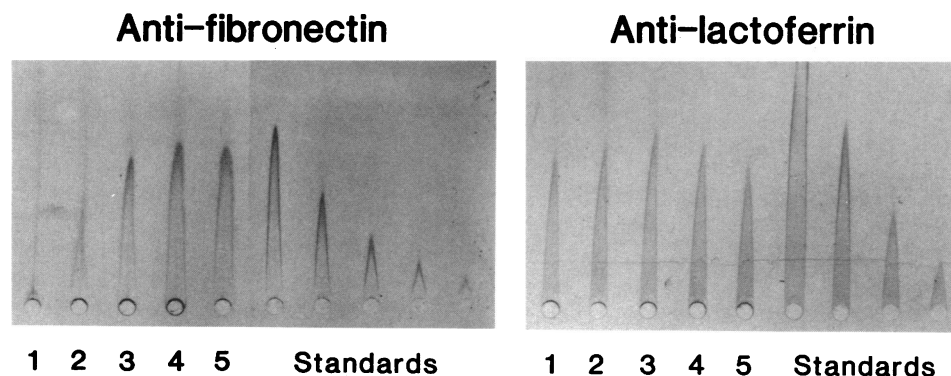 Anti-fibronectin
Anti-lactoferrin
1 2 3 4 5 Standards
1 2 3 4 5 Standards